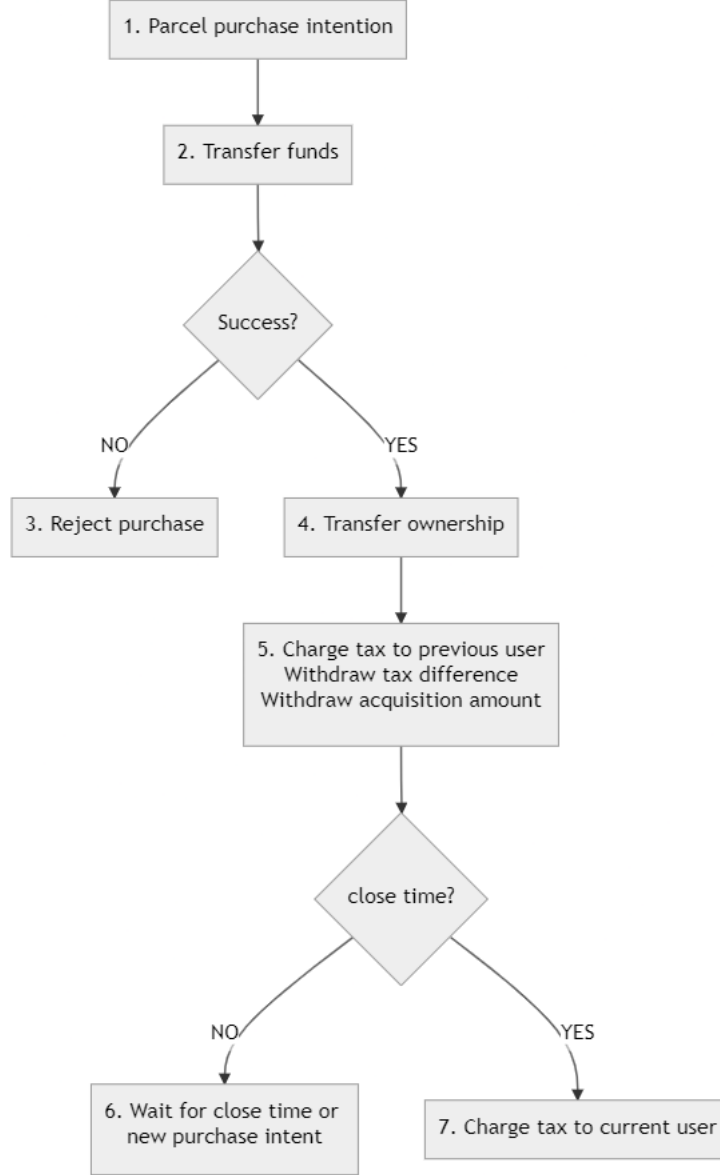 1. Parcel purchase intention
2. Transfer funds
Success?
NO
YES
3. Reject purchase
4. Transfer ownership
5. Charge tax to previous user
Withdraw tax difference
Withdraw acquisition amount
close time?
NO
YES
6. Wait for close time or
new purchase intent
7. Charge tax to current user